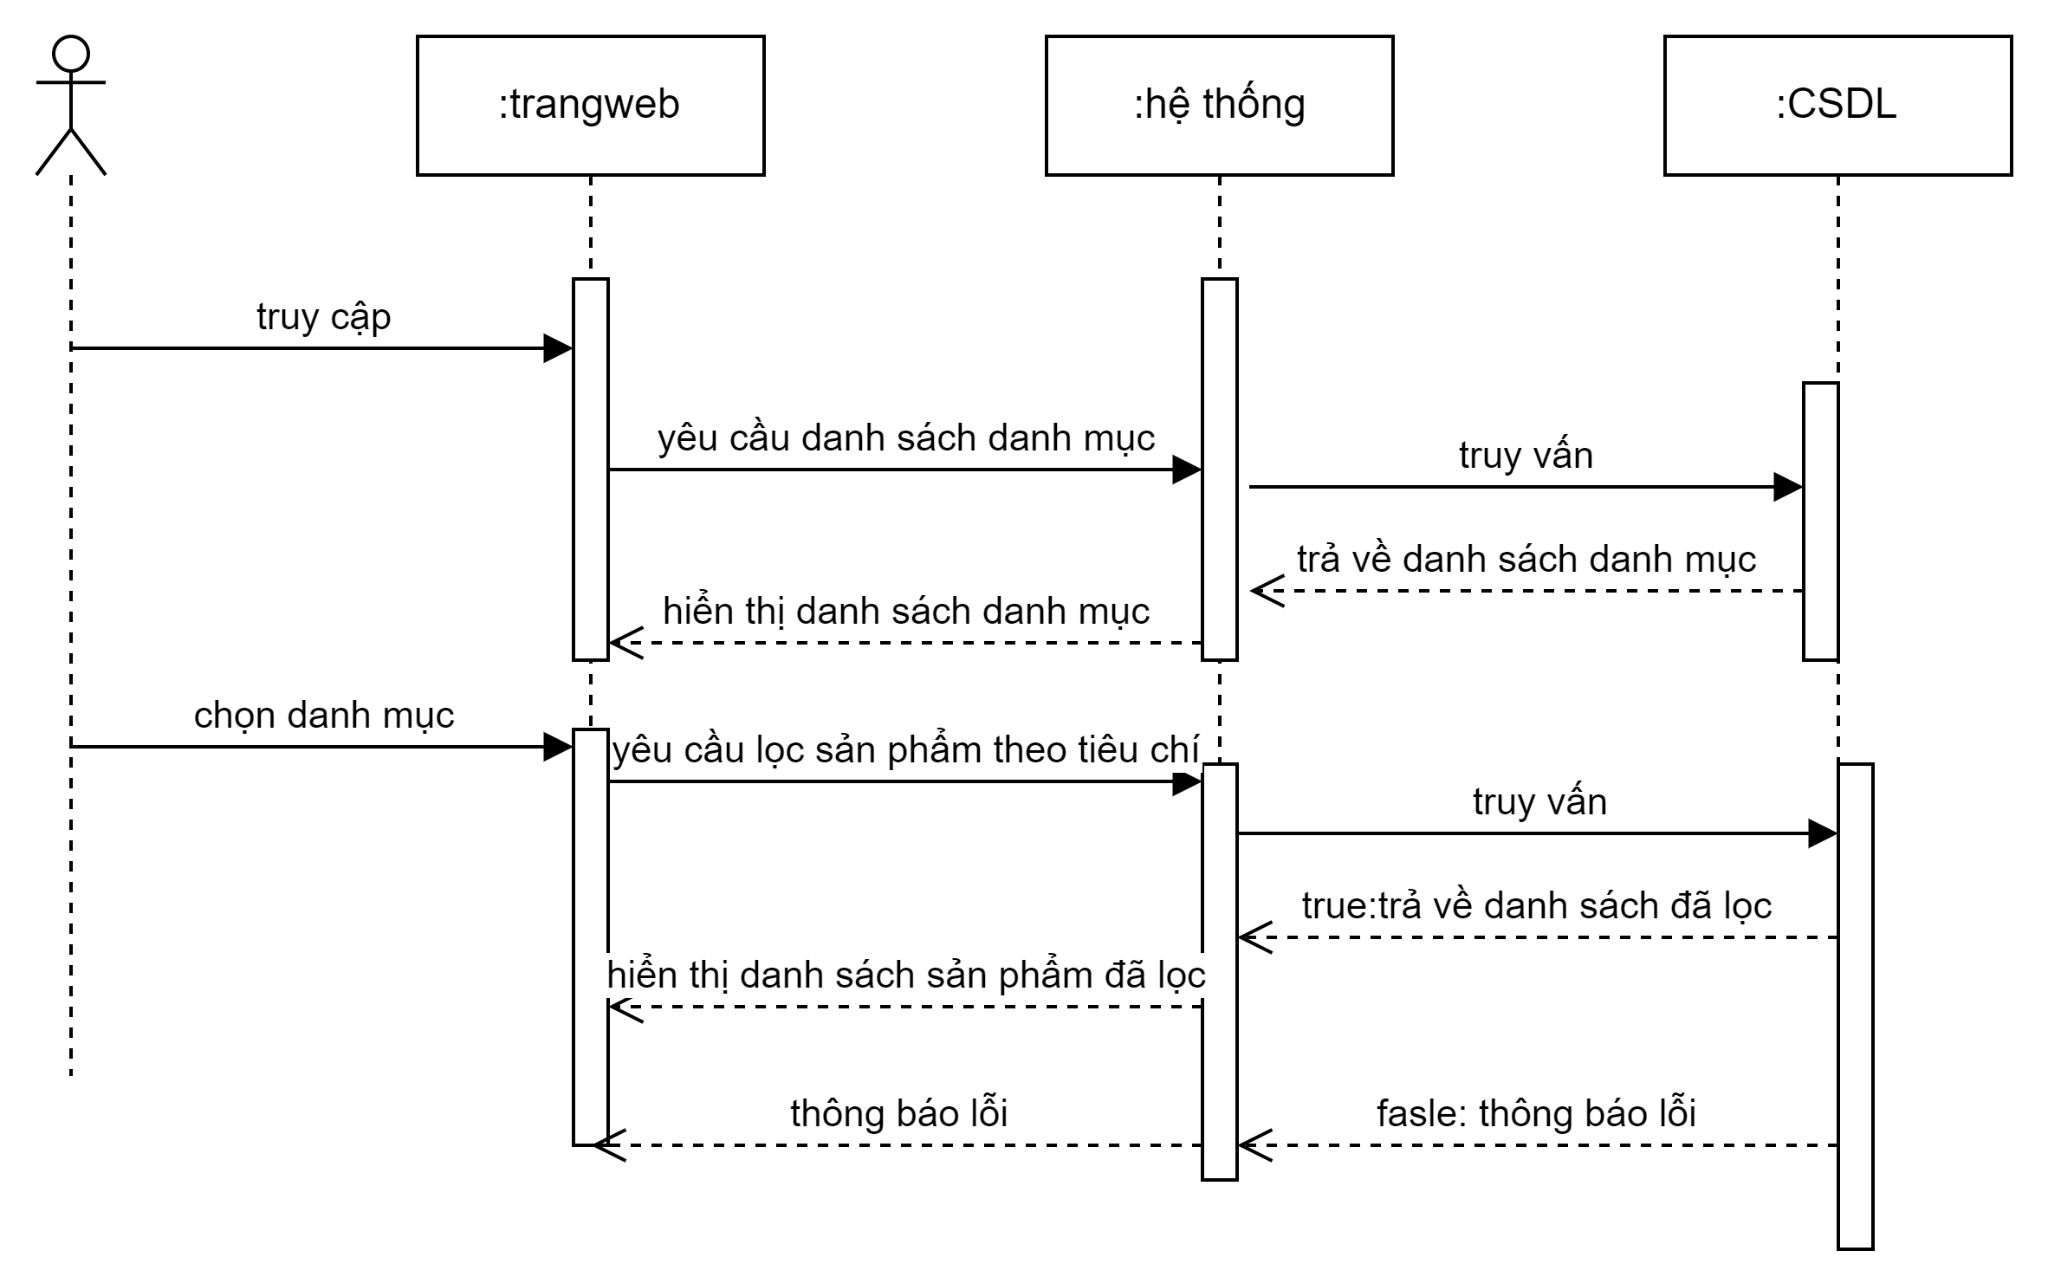 :trangweb
:hệ thống
:CSDL
truy cập
yêu cầu danh sách danh mục
truy vấn
trả về danh sách danh mục
hiển thị danh sách danh mục
chọn danh mục
yêu cầu lọc sản phẩm theo tiêu chí
truy vấn
true:trả về danh sách đã lọc
hiển thị danh sách sản phẩm đã lọc
thông báo lỗi
fasle: thông báo lỗi